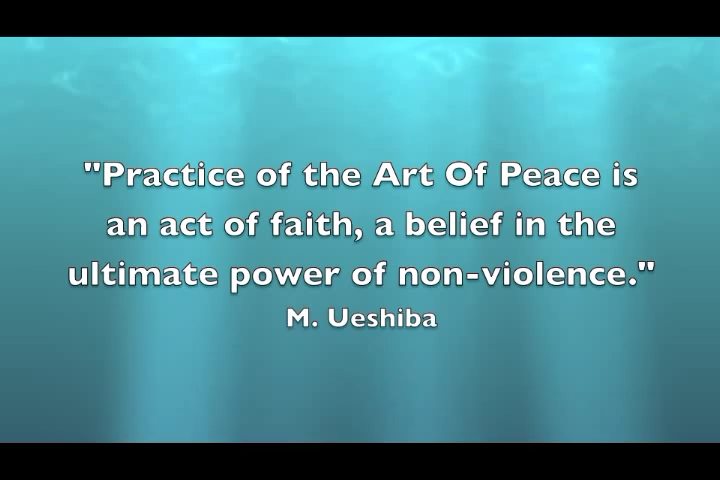 "Practice of the Art Of Peace is
an act of faith, a belief in the
ultimate power of non-violence."
M. Ueshiba